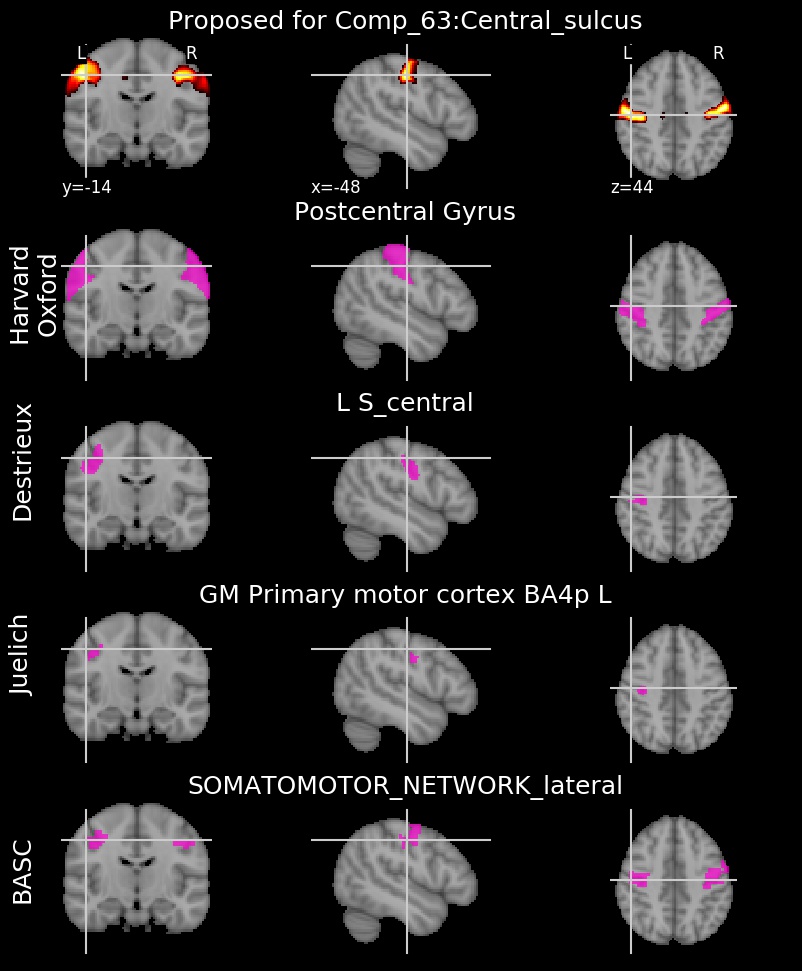 Proposed for Comp_63:Central_sulcus
L R
L R
y=-14 x=-48 z=44
Postcentral Gyrus
Harvard
Oxford
L S_central
Destrieux
GM Primary motor cortex BA4p L
Juelich
SOMATOMOTOR_NETWORK_lateral
BASC